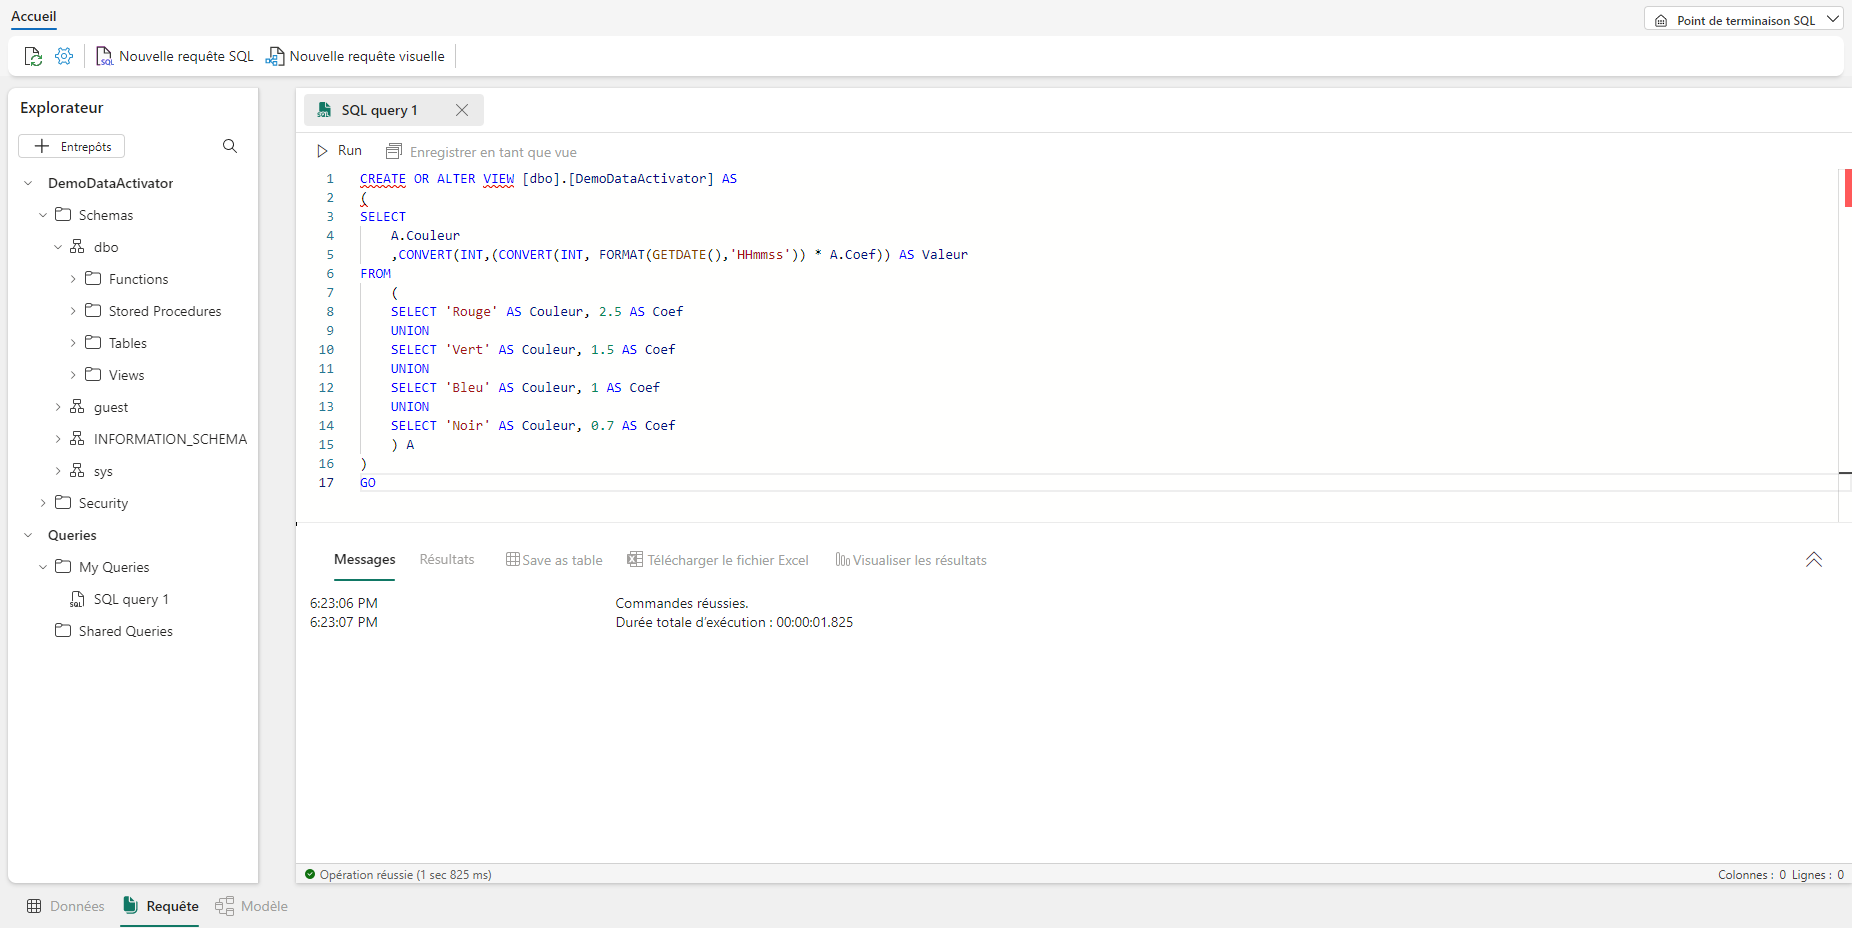 Accueil
Point de terminaison SQL
Nouvelle requête SQL
Nouvelle requête visuelle
Explorateur
Entrepôts
DemoDataActivator
Schemas
dbo
Functions
Stored Procedures
Tables
Views
guest
INFORMATION_SCHEMA
sys
Security
Queries
My Queries
SQL query 1
Shared Queries
SQL query 1
Run
Enregistrer en tant que vue
1 CREATE OR ALTER VIEW [dbo].[DemoDataActivator] AS
2 (
3 SELECT
4 A.Couleur
5 ,CONVERT(INT,(CONVERT(INT, FORMAT(GETDATE(),'HHmmss')) * A.Coef)) AS Valeur
6 FROM
7 (
8 SELECT 'Rouge' AS Couleur, 2.5 AS Coef
9 UNION
10 SELECT 'Vert' AS Couleur, 1.5 AS Coef
11 UNION
12 SELECT 'Bleu' AS Couleur, 1 AS Coef
13 UNION
14 SELECT 'Noir' AS Couleur, 0.7 AS Coef
15 ) A
16 )
17 GO
Messages Résultats Save as table Télécharger le fichier Excel Visualiser les résultats
6:23:06 PM Commandes réussies.
6:23:07 PM Durée totale d'exécution : 00:00:01.825
Opération réussie (1 sec 825 ms)
Colonnes : 0 Lignes : 0
Données Requête Modèle